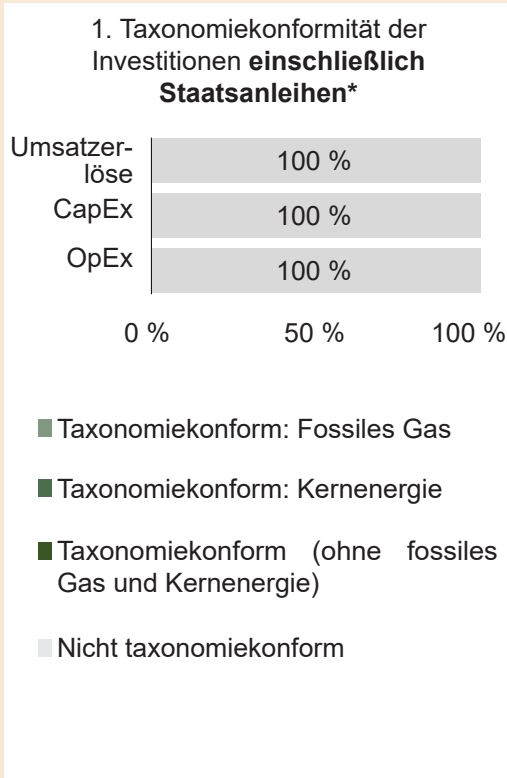 1. Taxonomiekonformität der
Investitionen einschließlich
Staatsanleihen*
Umsatzer-
löse
100 %
CapEx
100 %
OpEx
100 %
0 %
50 %
100 %
Taxonomiekonform: Fossiles Gas
Taxonomiekonform: Kernenergie
Taxonomiekonform (ohne fossiles
Gas und Kernenergie)
Nicht taxonomiekonform